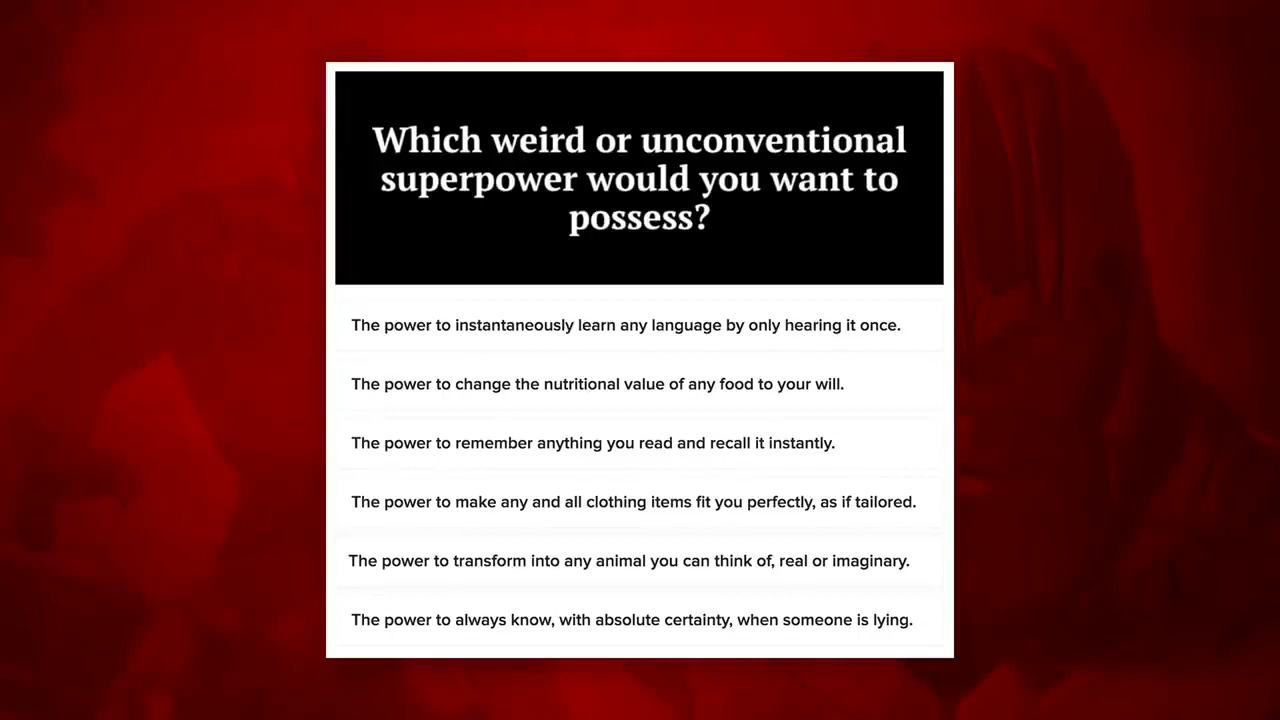 Which weird or unconventional
superpower would you want to
possess?
The power to instantaneously learn any language by only hearing it once.
The power to change the nutritional value of any food to your will.
The power to remember anything you read and recall it instantly.
The power to make any and all clothing items fit you perfectly, as if tailored.
The power to transform into any animal you can think of, real or imaginary.
The power to always know, with absolute certainty, when someone is lying.